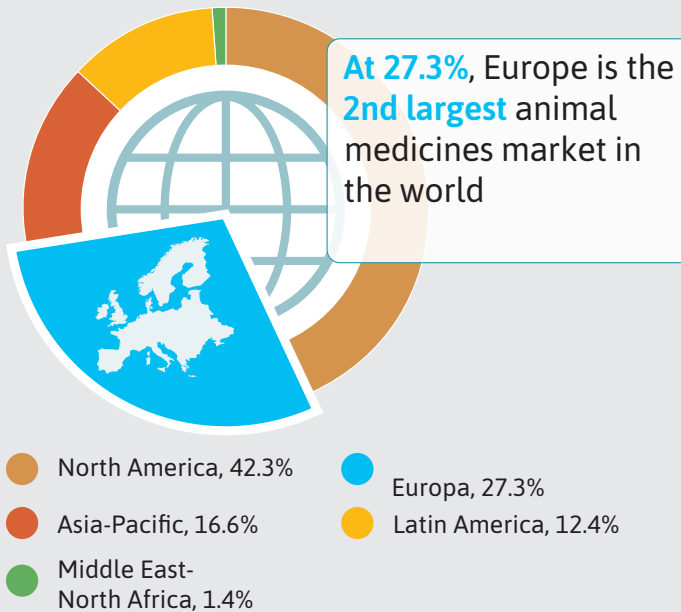 At 27.3%, Europe is the
2nd largest animal
medicines market in
the world
North America, 42.3%
Europa, 27.3%
Asia-Pacific, 16.6%
Latin America, 12.4%
Middle East-
North Africa, 1.4%